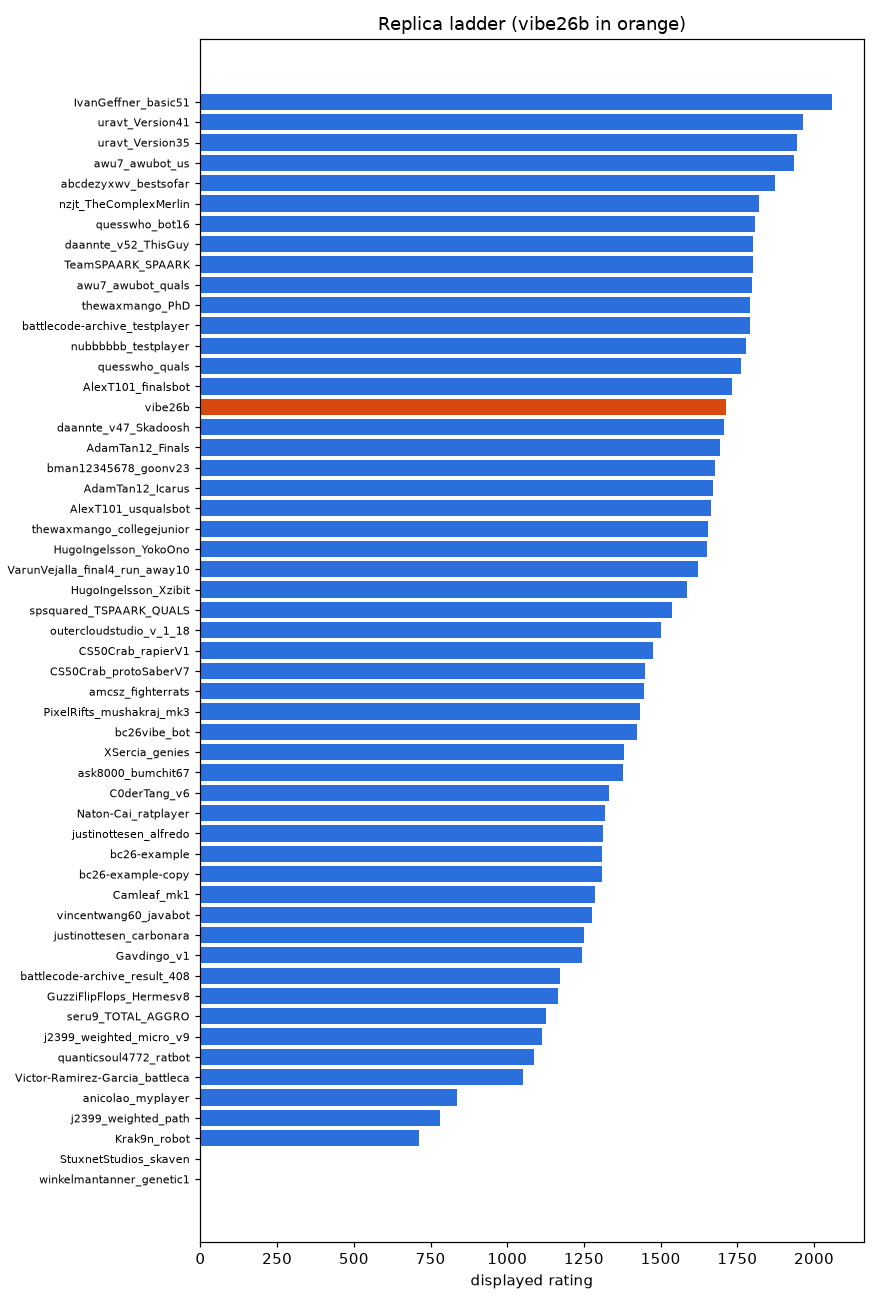 Replica ladder (vibe26b in orange)
IvanGeffner_basic51
uravt_Version41
uravt_Version35
awu7_awubot_us
abcdezyxwv_bestsofar
nzjt_TheComplexMerlin
quesswho_bot16
daannte_v52_ThisGuy
TeamSPAARK_SPAARK
awu7_awubot_quals
thewaxmango_PhD
battlecode-archive_testplayer
nubbbbbb_testplayer
quesswho_quals
AlexT101_finalsbot
vibe26b
daannte_v47_Skadoosh
AdamTan12_Finals
bman12345678_goonv23
AdamTan12_Icarus
AlexT101_usqualsbot
thewaxmango_collegejunior
HugoIngelsson_YokoOno
VarunVejalla_final4_run_away10
HugoIngelsson_Xzibit
spsquared_TSPAARK_QUALS
outercloudstudio_v_1_18
CS50Crab_rapierV1
CS50Crab_protoSaberV7
amcsz_fighterrats
PixelRifts_mushakraj_mk3
bc26vibe_bot
XSercia_genies
ask8000_bumchit67
C0derTang_v6
Naton-Cai_ratplayer
justinottesen_alfredo
bc26-example
bc26-example-copy
Camleaf_mk1
vincentwang60_javabot
justinottesen_carbonara
Gavdingo_v1
battlecode-archive_result_408
GuzziFlipFlops_Hermesv8
seru9_TOTAL_AGGRO
j2399_weighted_micro_v9
quanticsoul4772_ratbot
Victor-Ramirez-Garcia_battleca
anicolao_myplayer
j2399_weighted_path
Krak9n_robot
StuxnetStudios_skaven
winkelmantanner_genetic1
0 250 500 750 1000 1250 1500 1750 2000
displayed rating